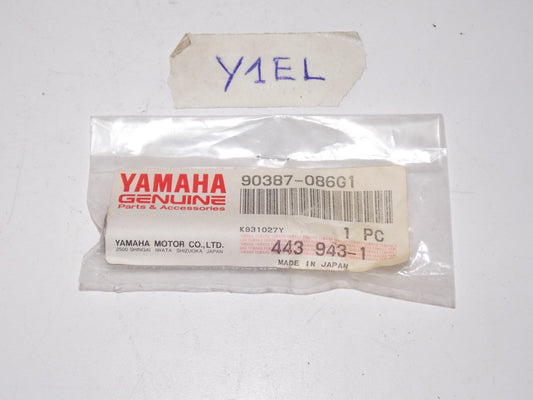 Y1EL
YAMAHA
GENUINE
Parts & Accessories
90387-086G1
K931027Y
1 PC
YAMAHA MOTOR CO.,LTD.
2500 SHINGAI IWATA SHIZUOKA JAPAN
443 943-1
MADE IN JAPAN